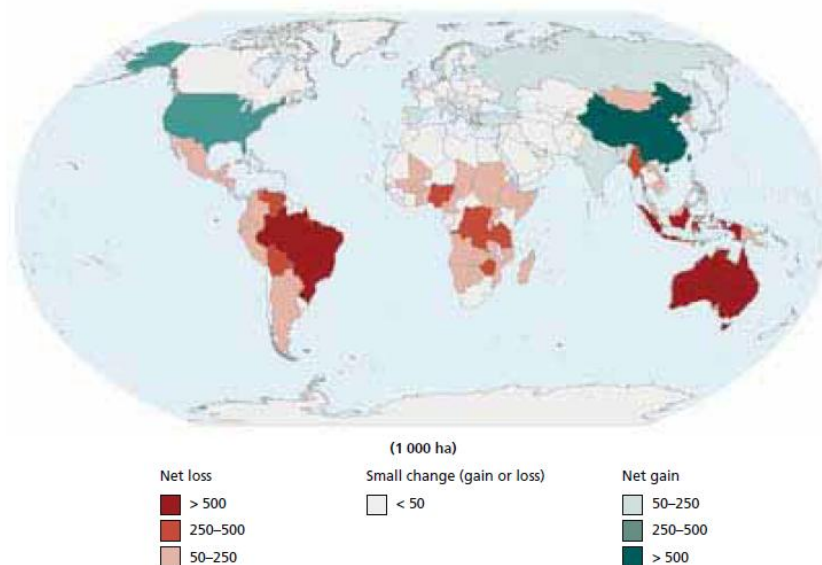 (1 000 ha)
Net loss
> 500
250–500
50–250
Small change (gain or loss)
< 50
Net gain
50–250
250–500
> 500